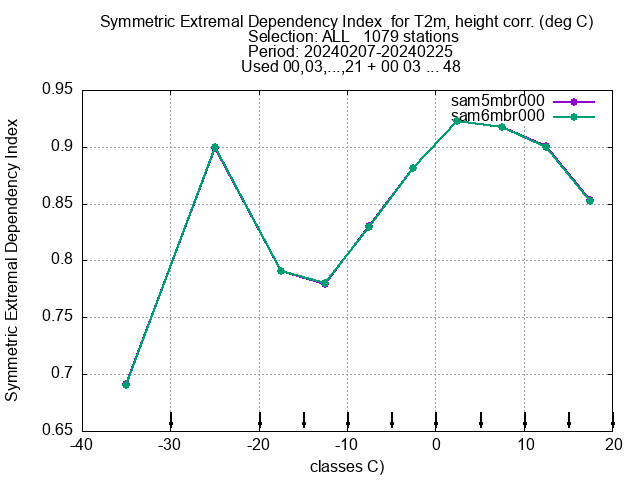 Symmetric Extremal Dependency Index  for T2m, height corr. (deg C)
Selection: ALL   1079 stations
Period: 20240207-20240225
Used 00,03,...,21 + 00 03 ... 48
sam5mbr000
sam6mbr000
Symmetric Extremal Dependency Index
0.95
0.9
0.85
0.8
0.75
0.7
0.65
-40 -30 -20 -10 0 10 20
classes C)